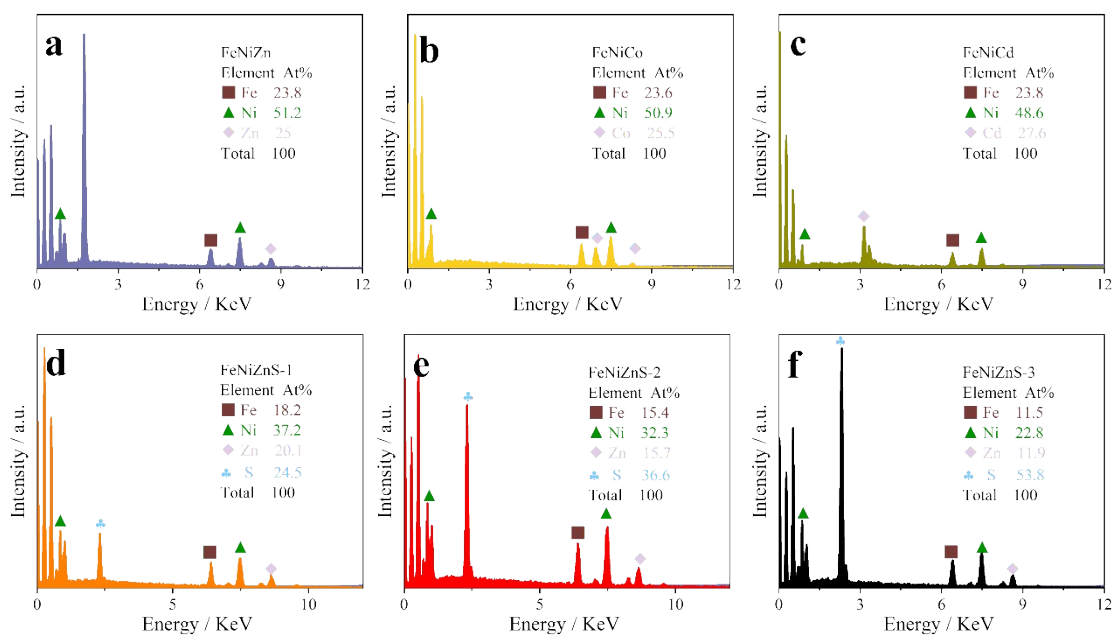 a
FeNiZn
Element At%
Fe 23.8
Ni 51.2
Zn 25
Total 100
Intensity / a.u.
0 3 6 9 12
Energy / KeV
b
FeNiCo
Element At%
Fe 23.6
Ni 50.9
Co 25.5
Total 100
Intensity / a.u.
0 3 6 9 12
Energy / KeV
c
FeNiCd
Element At%
Fe 23.8
Ni 48.6
Cd 27.6
Total 100
Intensity / a.u.
0 3 6 9 12
Energy / KeV
d
FeNiZnS-1
Element At%
Fe 18.2
Ni 37.2
Zn 20.1
S 24.5
Total 100
Intensity / a.u.
0 5 10
Energy / KeV
e
FeNiZnS-2
Element At%
Fe 15.4
Ni 32.3
Zn 15.7
S 36.6
Total 100
Intensity / a.u.
0 5 10
Energy / KeV
f
FeNiZnS-3
Element At%
Fe 11.5
Ni 22.8
Zn 11.9
S 53.8
Total 100
Intensity / a.u.
0 3 6 9 12
Energy / KeV